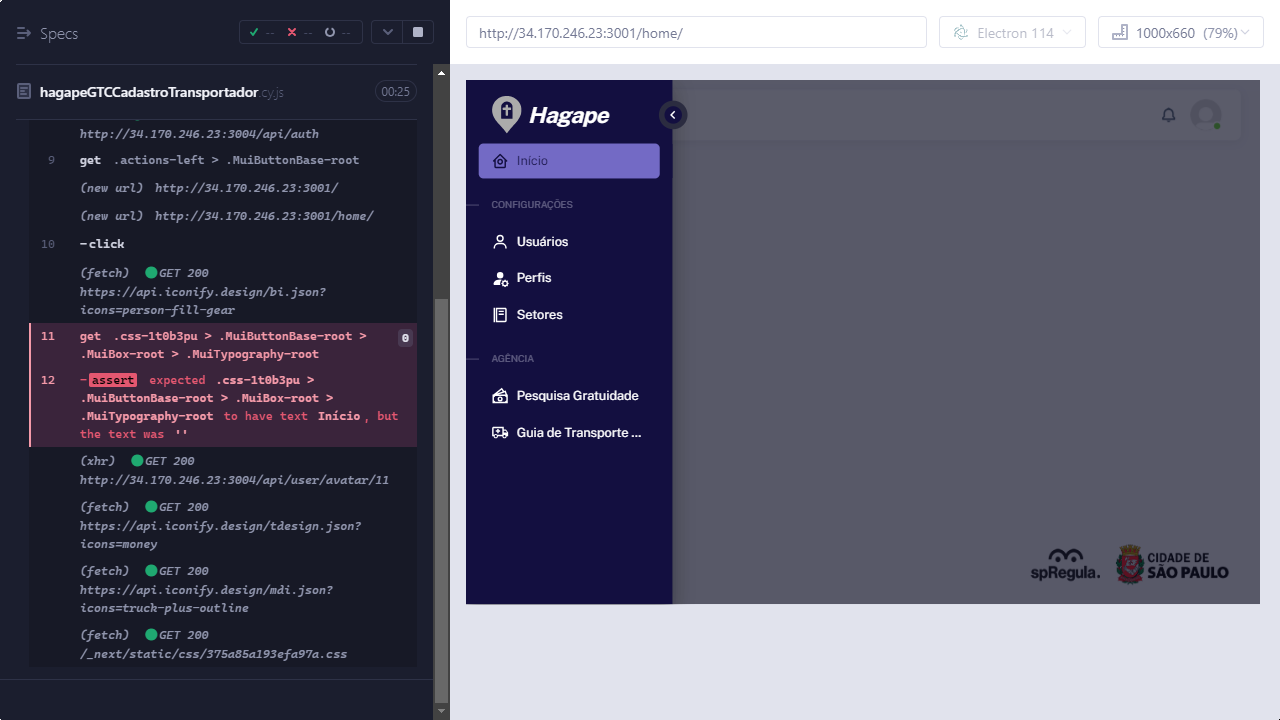 Specs
--
--
--
http://34.170.246.23:3001/home/
Electron 114
1000x660 (79%)
hagapeGTCCadastroTransportador.cy.js
00:25
http://34.170.246.23:3004/api/auth
9 get .actions-left > .MuiButtonBase-root
(new url) http://34.170.246.23:3001/
(new url) http://34.170.246.23:3001/home/
10 -click
(fetch) GET 200
https://api.iconify.design/bi.json?
icons=person-fill-gear
11 get .css-1t0b3pu > .MuiButtonBase-root >
.MuiBox-root > .MuiTypography-root
0
12 -assert expected .css-1t0b3pu >
.MuiButtonBase-root > .MuiBox-root >
.MuiTypography-root to have text Início, but
the text was ''
(xhr) GET 200
http://34.170.246.23:3004/api/user/avatar/11
(fetch) GET 200
https://api.iconify.design/tdesign.json?
icons=money
(fetch) GET 200
https://api.iconify.design/mdi.json?
icons=truck-plus-outline
(fetch) GET 200
/_next/static/css/375a85a193efa97a.css
Hagape
Início
CONFIGURAÇÕES
Usuários
Perfis
Setores
AGÊNCIA
Pesquisa Gratuidade
Guia de Transporte ...
spRegula.
CIDADE DE
SÃO PAULO